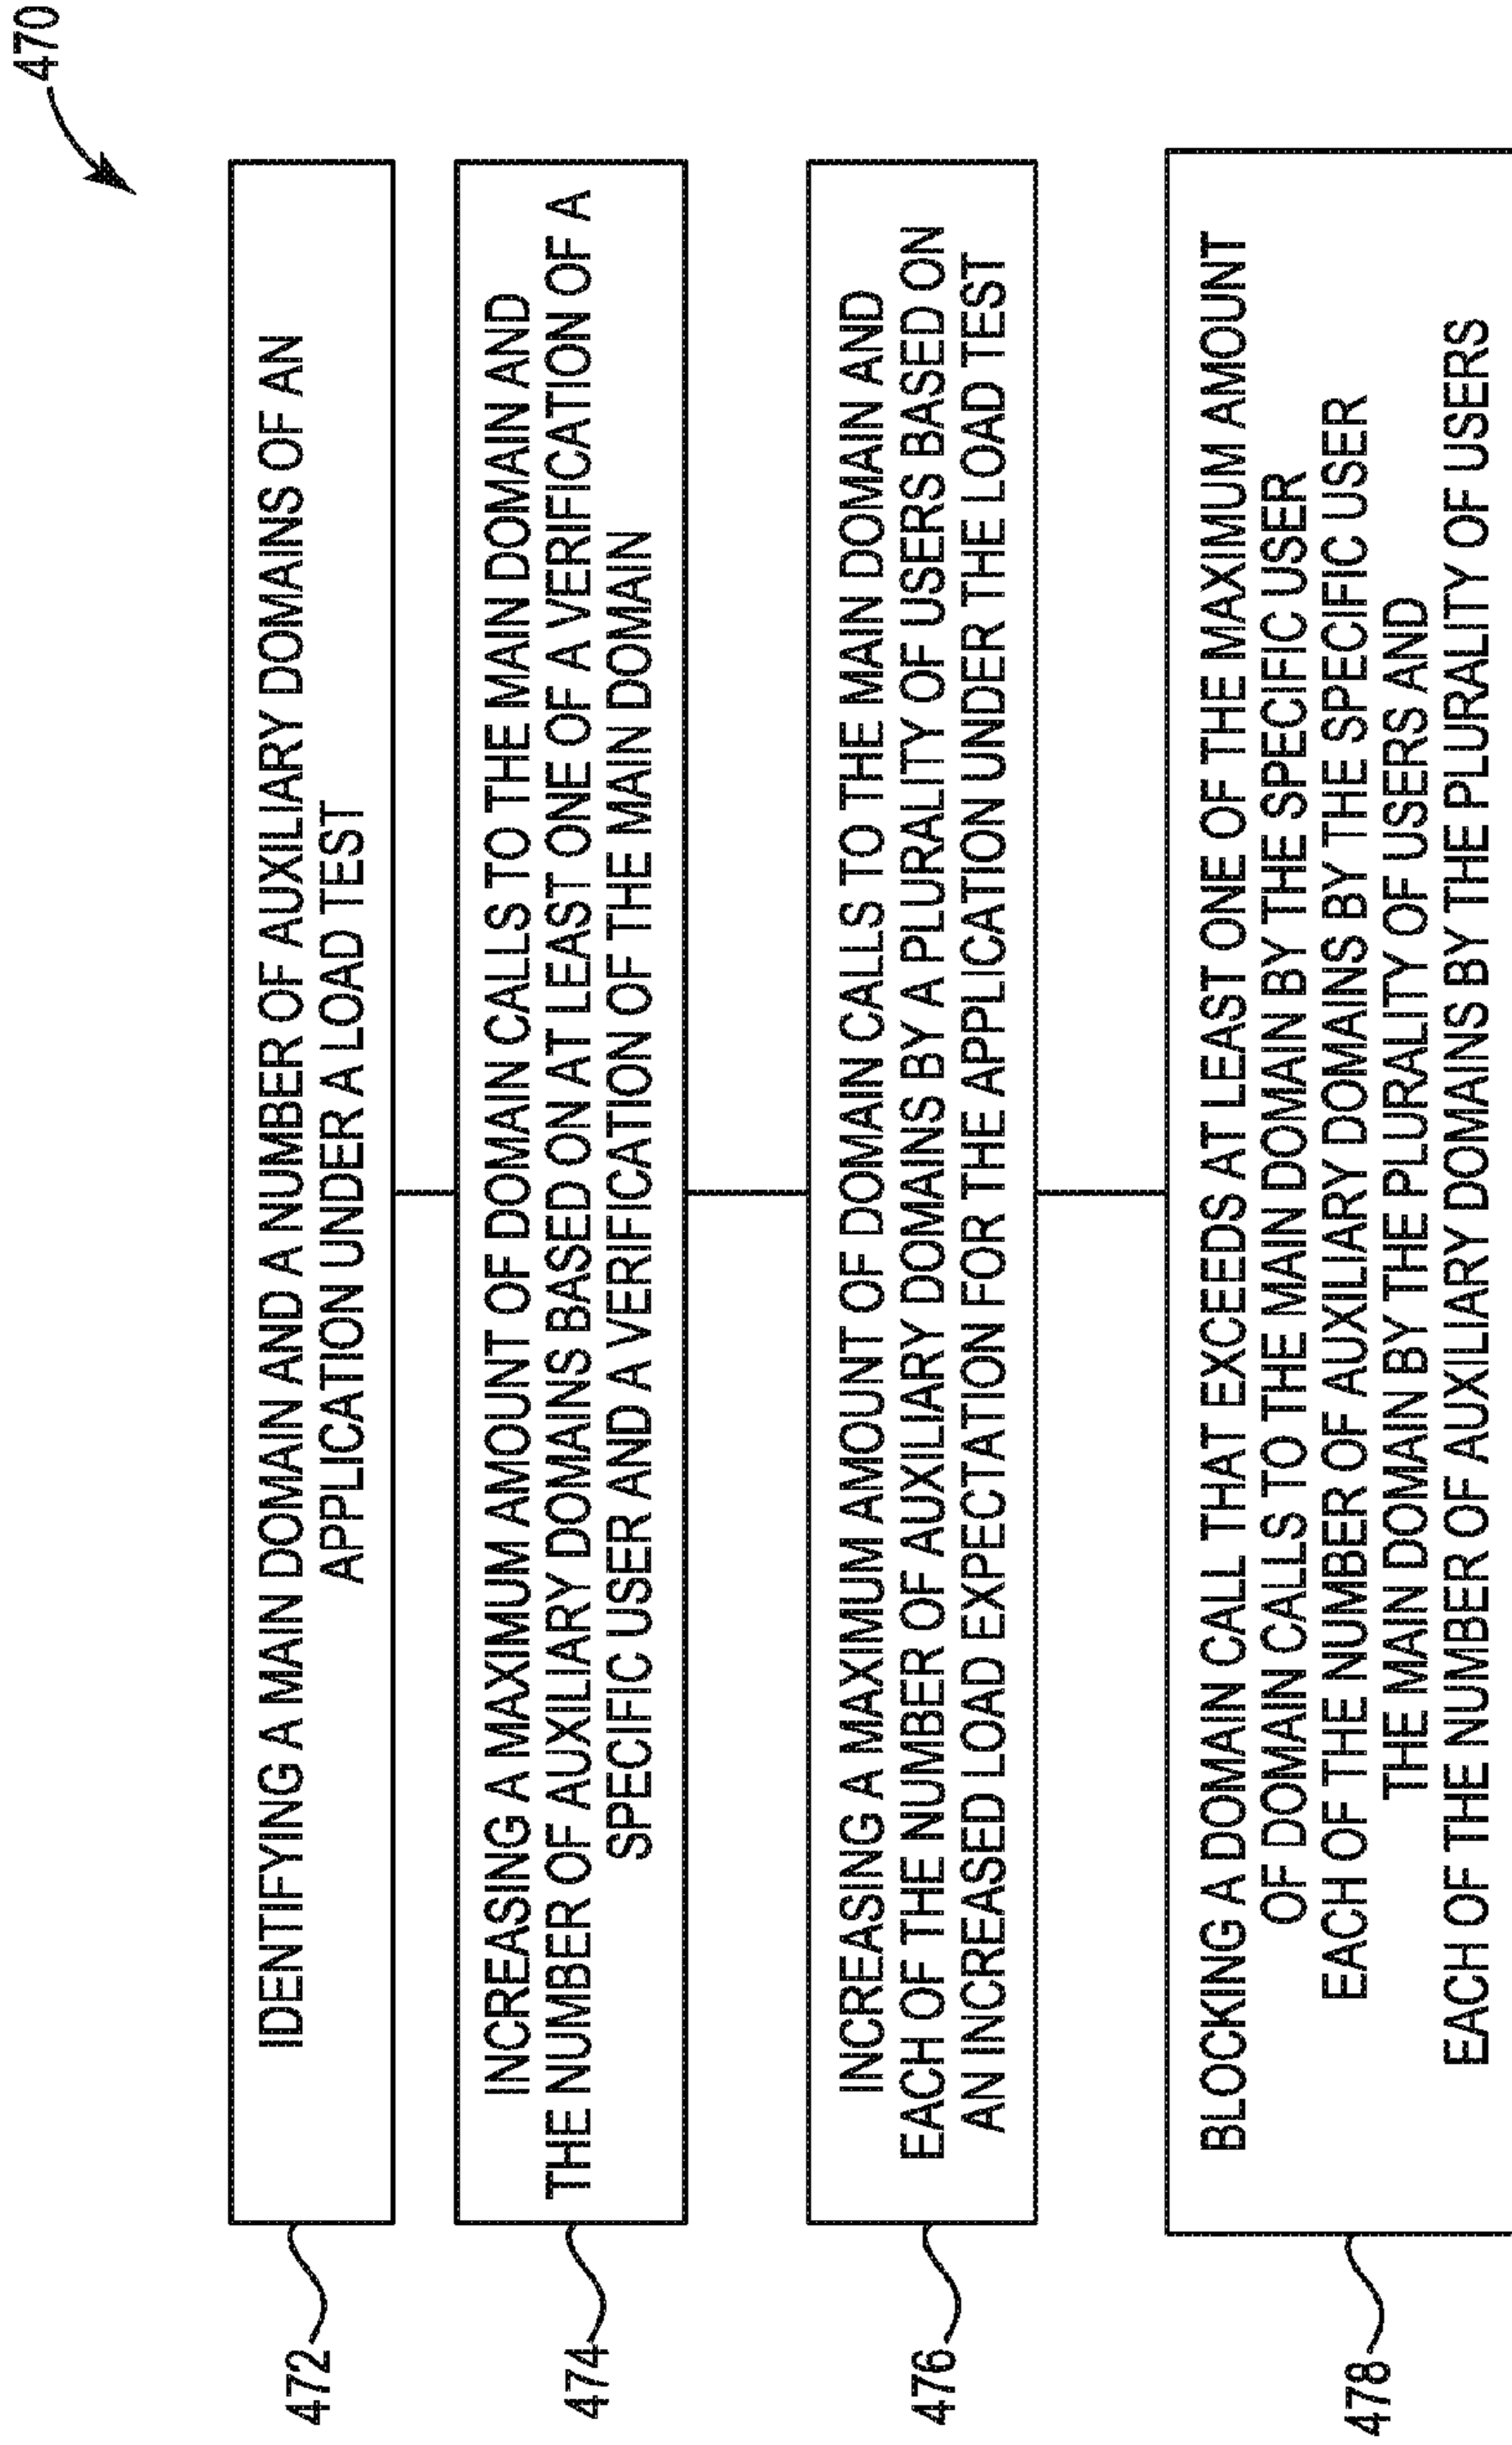 470
472
IDENTIFYING A MAIN DOMAIN AND A NUMBER OF AUXILIARY DOMAINS OF AN
APPLICATION UNDER A LOAD TEST
474
INCREASING A MAXIMUM AMOUNT OF DOMAIN CALLS TO THE MAIN DOMAIN AND
THE NUMBER OF AUXILIARY DOMAINS BASED ON AT LEAST ONE OF A VERIFICATION OF A
SPECIFIC USER AND A VERIFICATION OF THE MAIN DOMAIN
476
INCREASING A MAXIMUM AMOUNT OF DOMAIN CALLS TO THE MAIN DOMAIN AND
EACH OF THE NUMBER OF AUXILIARY DOMAINS BY A PLURALITY OF USERS BASED ON
AN INCREASED LOAD EXPECTATION FOR THE APPLICATION UNDER THE LOAD TEST
478
BLOCKING A DOMAIN CALL THAT EXCEEDS AT LEAST ONE OF THE MAXIMUM AMOUNT
OF DOMAIN CALLS TO THE MAIN DOMAIN BY THE SPECIFIC USER
EACH OF THE NUMBER OF AUXILIARY DOMAINS BY THE SPECIFIC USER
THE MAIN DOMAIN BY THE PLURALITY OF USERS AND
EACH OF THE NUMBER OF AUXILIARY DOMAINS BY THE PLURALITY OF USERS